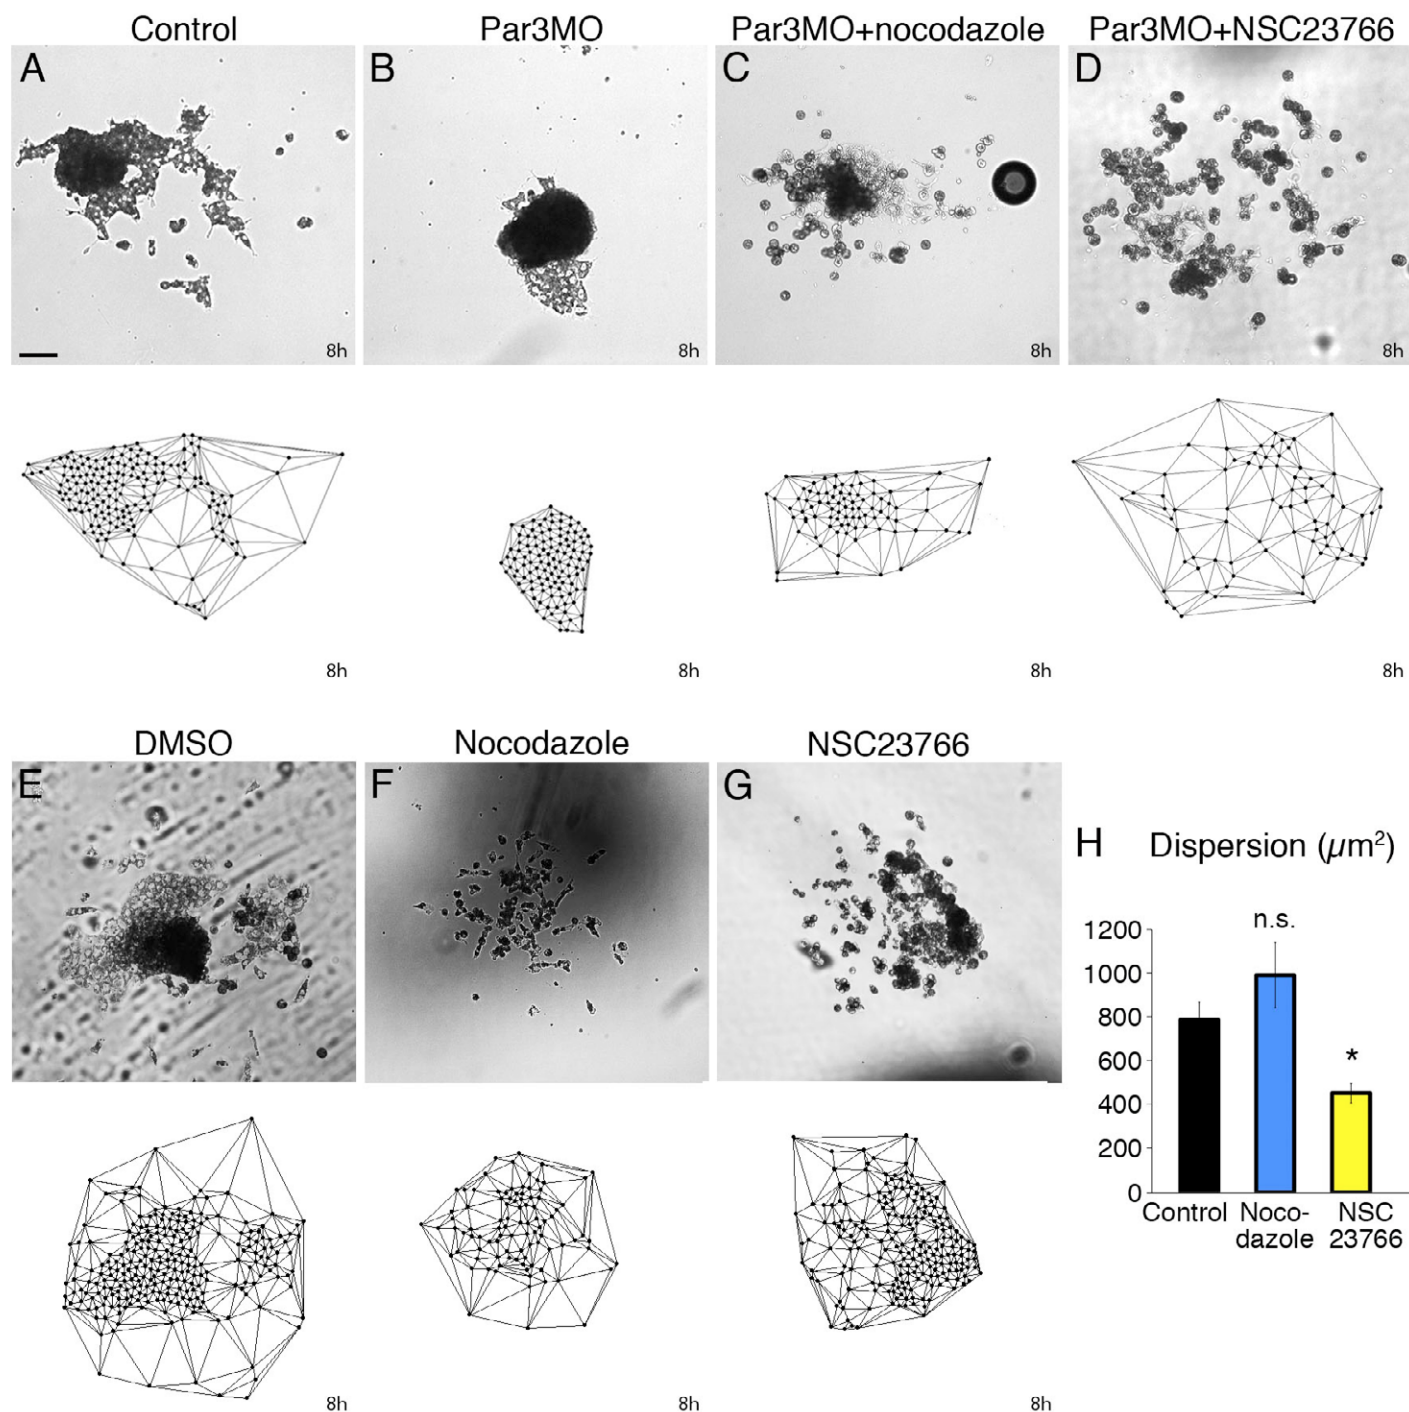 Control Par3MO Par3MO+nocodazole Par3MO+NSC23766
A B C D
8h 8h 8h 8h
8h 8h 8h 8h
DMSO Nocodazole NSC23766
E F G
H Dispersion (µm²)
n.s.
*
1200
1000
800
600
400
200
0
Control Noco- NSC
dazole 23766
8h 8h 8h